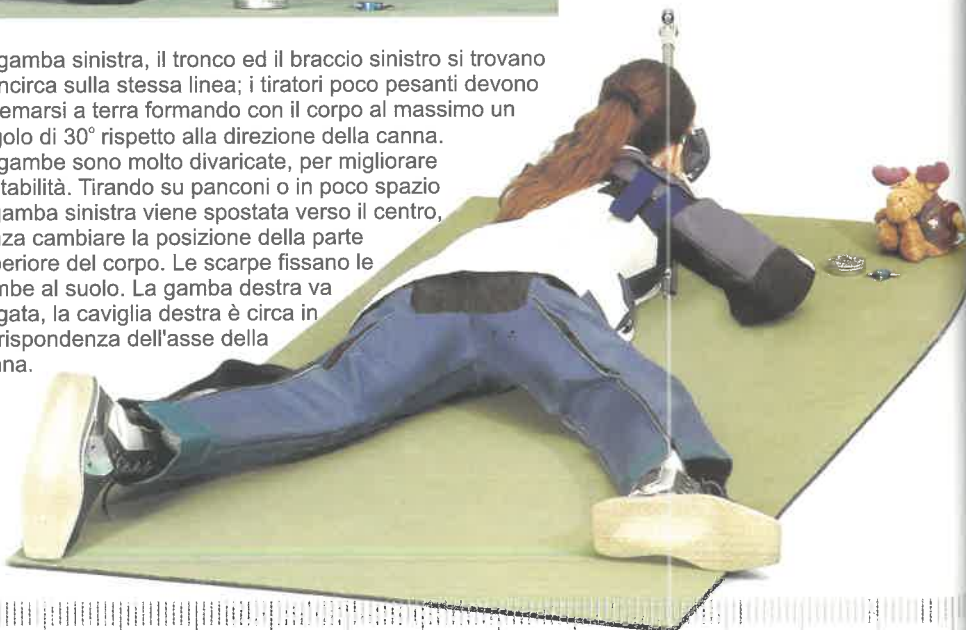 gamba sinistra, il tronco ed il braccio sinistro si trovano
ncirca sulla stessa linea; i tiratori poco pesanti devono
emarsi a terra formando con il corpo al massimo un
golo di 30° rispetto alla direzione della canna.
gambe sono molto divaricate, per migliorare
tabilità. Tirando su panconi o in poco spazio
gamba sinistra viene spostata verso il centro,
nza cambiare la posizione della parte
periore del corpo. Le scarpe fissano le
mbe al suolo. La gamba destra va
gata, la caviglia destra è circa in
rispondenza dell'asse della
nna.